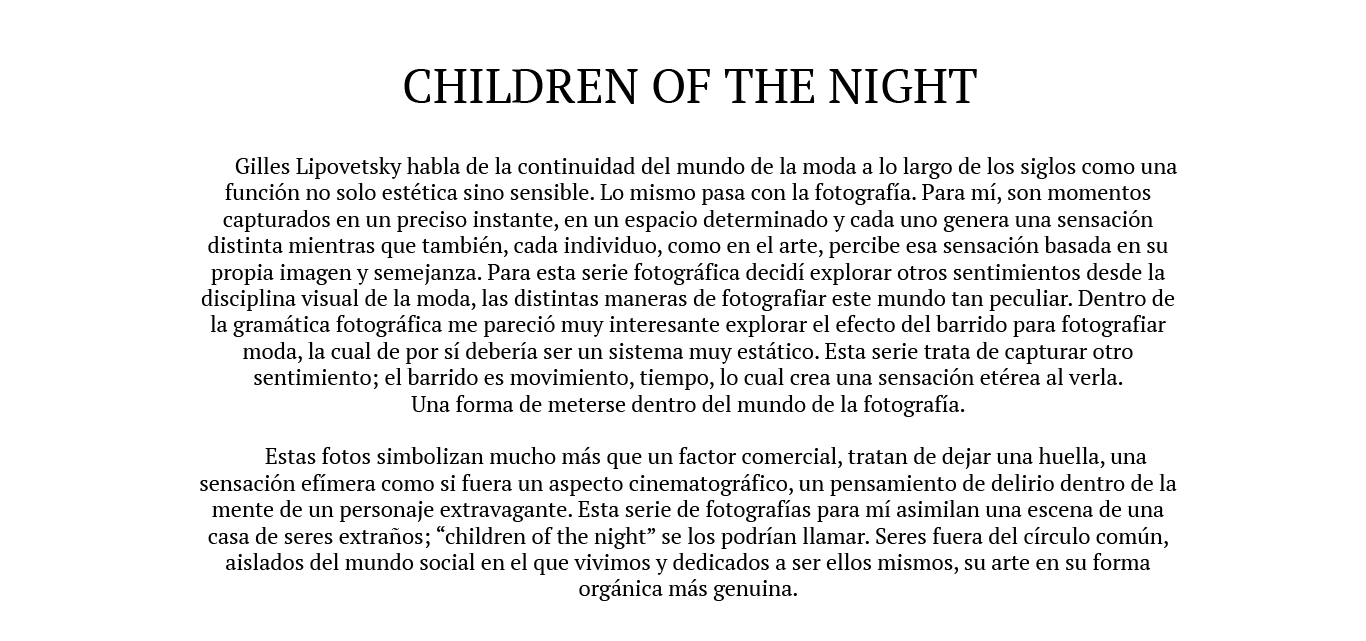 CHILDREN OF THE NIGHT
Gilles Lipovetsky habla de la continuidad del mundo de la moda a lo largo de los siglos como una
función no solo estética sino sensible. Lo mismo pasa con la fotografía. Para mí, son momentos
capturados en un preciso instante, en un espacio determinado y cada uno genera una sensación
distinta mientras que también, cada individuo, como en el arte, percibe esa sensación basada en su
propia imagen y semejanza. Para esta serie fotográfica decidí explorar otros sentimientos desde la
disciplina visual de la moda, las distintas maneras de fotografiar este mundo tan peculiar. Dentro de
la gramática fotográfica me pareció muy interesante explorar el efecto del barrido para fotografiar
moda, la cual de por sí debería ser un sistema muy estático. Esta serie trata de capturar otro
sentimiento; el barrido es movimiento, tiempo, lo cual crea una sensación etérea al verla.
Una forma de meterse dentro del mundo de la fotografía.
Estas fotos simbolizan mucho más que un factor comercial, tratan de dejar una huella, una
sensación efímera como si fuera un aspecto cinematográfico, un pensamiento de delirio dentro de la
mente de un personaje extravagante. Esta serie de fotografías para mí asimilan una escena de una
casa de seres extraños; “children of the night” se los podrían llamar. Seres fuera del círculo común,
aislados del mundo social en el que vivimos y dedicados a ser ellos mismos, su arte en su forma
orgánica más genuina.